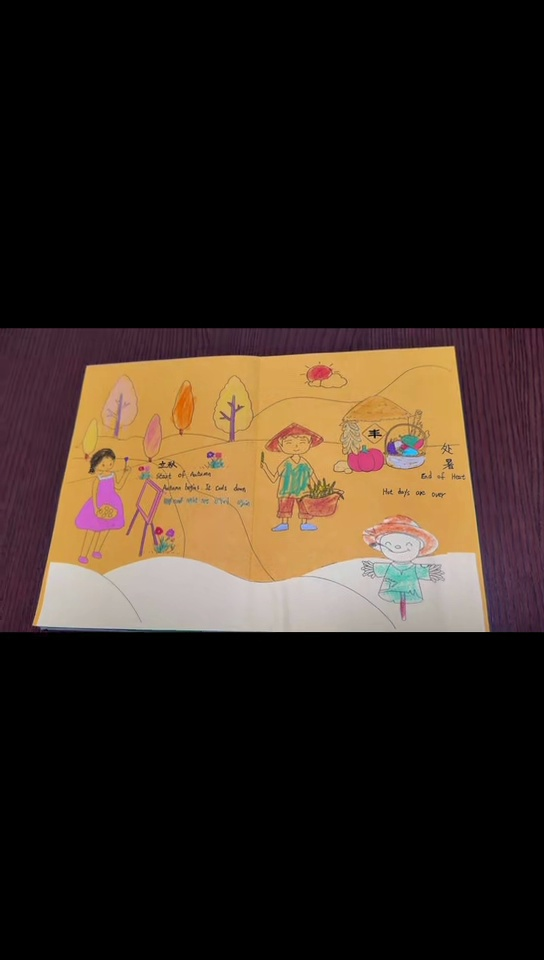 立秋
Start of Autumn
Autumn begins It cools down
丰
处
暑
End of Heat
Hot days are over